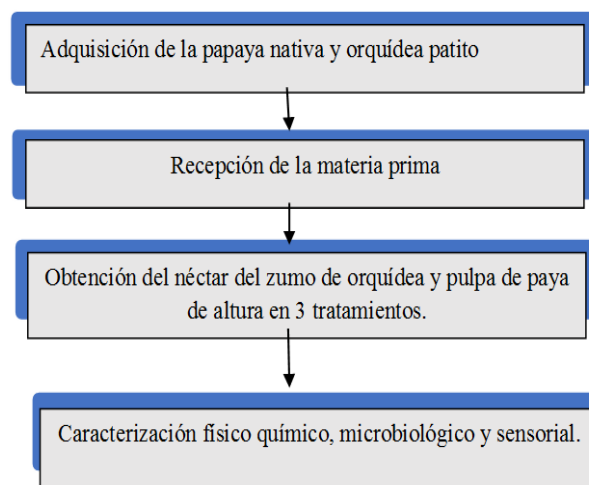 Adquisición de la papaya nativa y orquídea patito
Recepción de la materia prima
Obtención del néctar del zumo de orquídea y pulpa de paya
de altura en 3 tratamientos.
Caracterización físico químico, microbiológico y sensorial.